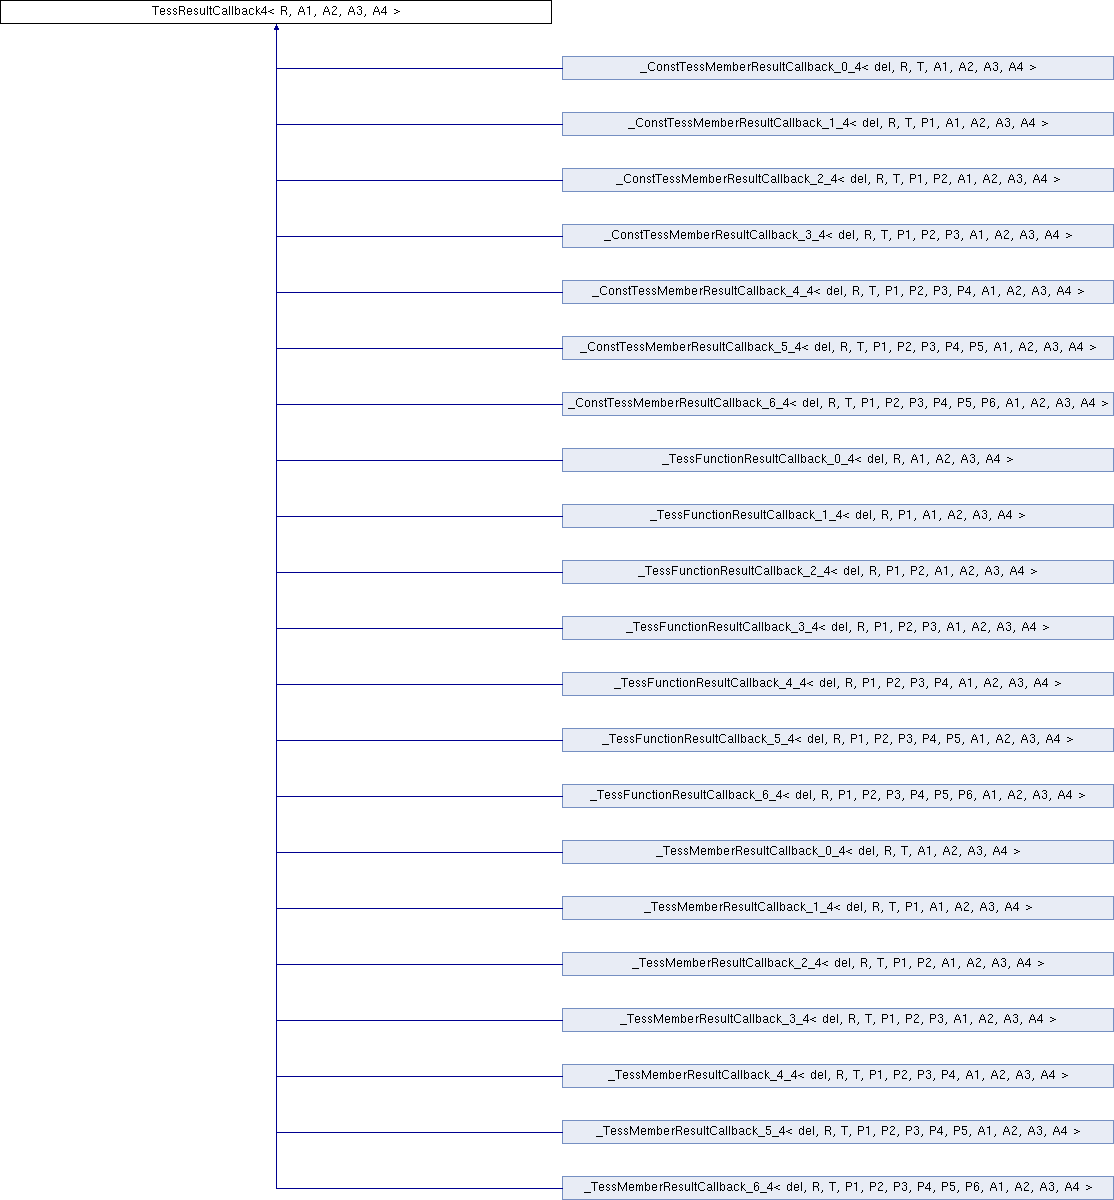 TessResultCallback4< R, A1, A2, A3, A4 >
_ConstTessMemberResultCallback_0_4< del, R, T, A1, A2, A3, A4 >
_ConstTessMemberResultCallback_1_4< del, R, T, P1, A1, A2, A3, A4 >
_ConstTessMemberResultCallback_2_4< del, R, T, P1, P2, A1, A2, A3, A4 >
_ConstTessMemberResultCallback_3_4< del, R, T, P1, P2, P3, A1, A2, A3, A4 >
_ConstTessMemberResultCallback_4_4< del, R, T, P1, P2, P3, P4, A1, A2, A3, A4 >
_ConstTessMemberResultCallback_5_4< del, R, T, P1, P2, P3, P4, P5, A1, A2, A3, A4 >
_ConstTessMemberResultCallback_6_4< del, R, T, P1, P2, P3, P4, P5, P6, A1, A2, A3, A4 >
_TessFunctionResultCallback_0_4< del, R, A1, A2, A3, A4 >
_TessFunctionResultCallback_1_4< del, R, P1, A1, A2, A3, A4 >
_TessFunctionResultCallback_2_4< del, R, P1, P2, A1, A2, A3, A4 >
_TessFunctionResultCallback_3_4< del, R, P1, P2, P3, A1, A2, A3, A4 >
_TessFunctionResultCallback_4_4< del, R, P1, P2, P3, P4, A1, A2, A3, A4 >
_TessFunctionResultCallback_5_4< del, R, P1, P2, P3, P4, P5, A1, A2, A3, A4 >
_TessFunctionResultCallback_6_4< del, R, P1, P2, P3, P4, P5, P6, A1, A2, A3, A4 >
_TessMemberResultCallback_0_4< del, R, T, A1, A2, A3, A4 >
_TessMemberResultCallback_1_4< del, R, T, P1, A1, A2, A3, A4 >
_TessMemberResultCallback_2_4< del, R, T, P1, P2, A1, A2, A3, A4 >
_TessMemberResultCallback_3_4< del, R, T, P1, P2, P3, A1, A2, A3, A4 >
_TessMemberResultCallback_4_4< del, R, T, P1, P2, P3, P4, A1, A2, A3, A4 >
_TessMemberResultCallback_5_4< del, R, T, P1, P2, P3, P4, P5, A1, A2, A3, A4 >
_TessMemberResultCallback_6_4< del, R, T, P1, P2, P3, P4, P5, P6, A1, A2, A3, A4 >